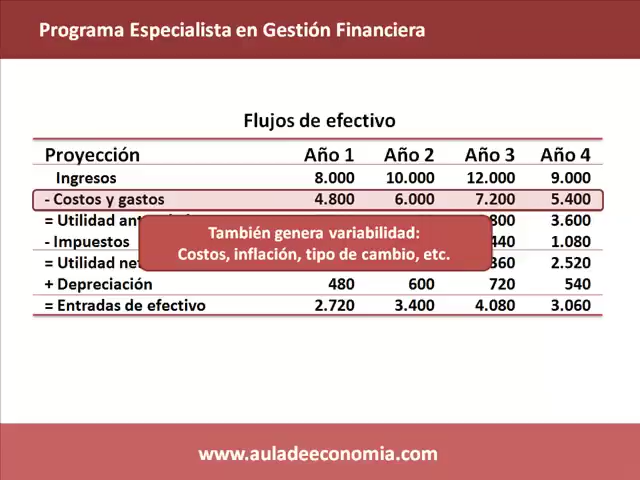 Programa Especialista en Gestión Financiera
Flujos de efectivo
Proyección Año 1 Año 2 Año 3 Año 4
Ingresos 8.000 10.000 12.000 9.000
- Costos y gastos 4.800 6.000 7.200 5.400
= Utilidad 800 3.600
También genera variabilidad:
- Impuestos 440 1.080
Costos, inflación, tipo de cambio, etc.
= Utilidad 360 2.520
+ Depreciación 480 600 720 540
= Entradas de efectivo 2.720 3.400 4.080 3.060
www.auladeeconomia.com